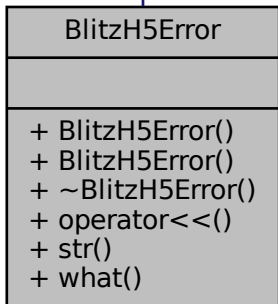 BlitzH5Error
+ BlitzH5Error()
+ BlitzH5Error()
+ ~BlitzH5Error()
+ operator<<()
+ str()
+ what()